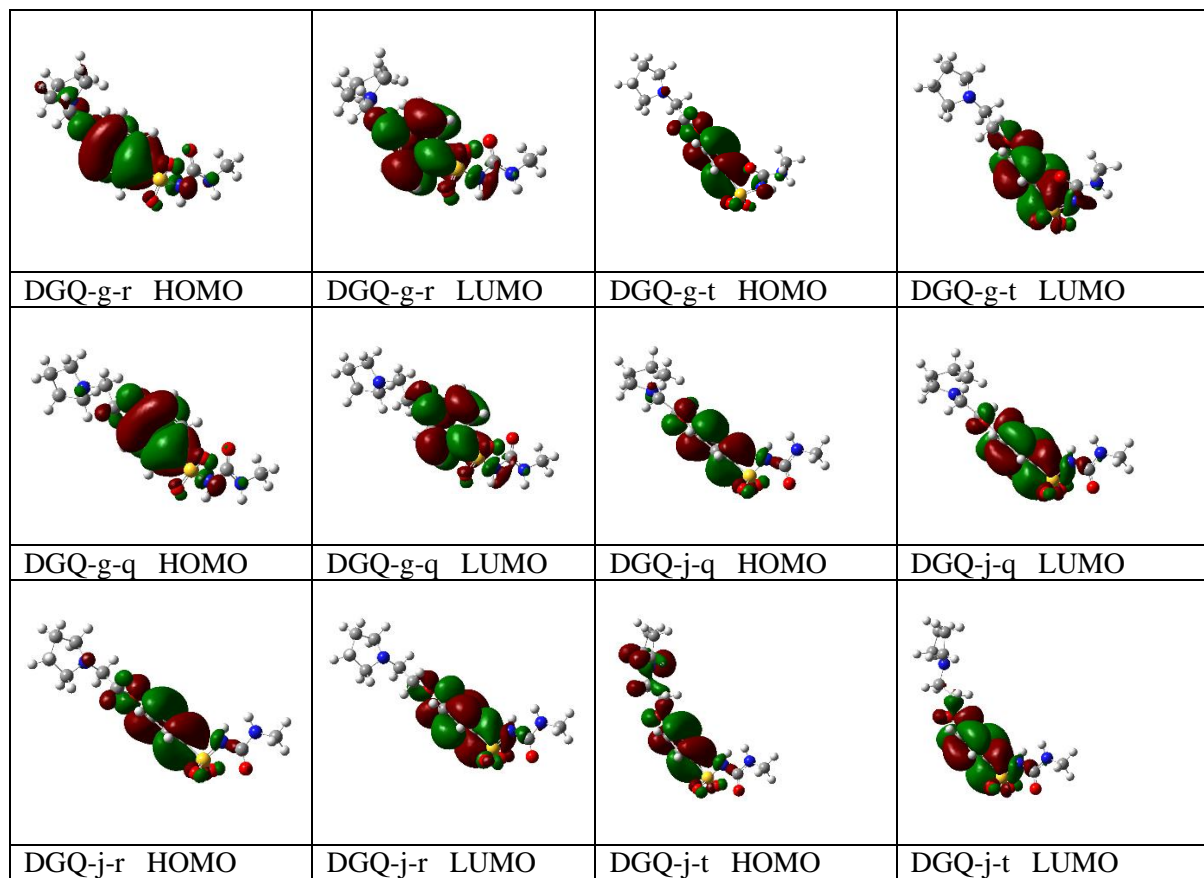 DGQ-g-r HOMO
DGQ-g-r LUMO
DGQ-g-t HOMO
DGQ-g-t LUMO
DGQ-g-q HOMO
DGQ-g-q LUMO
DGQ-j-q HOMO
DGQ-j-q LUMO
DGQ-j-r HOMO
DGQ-j-r LUMO
DGQ-j-t HOMO
DGQ-j-t LUMO